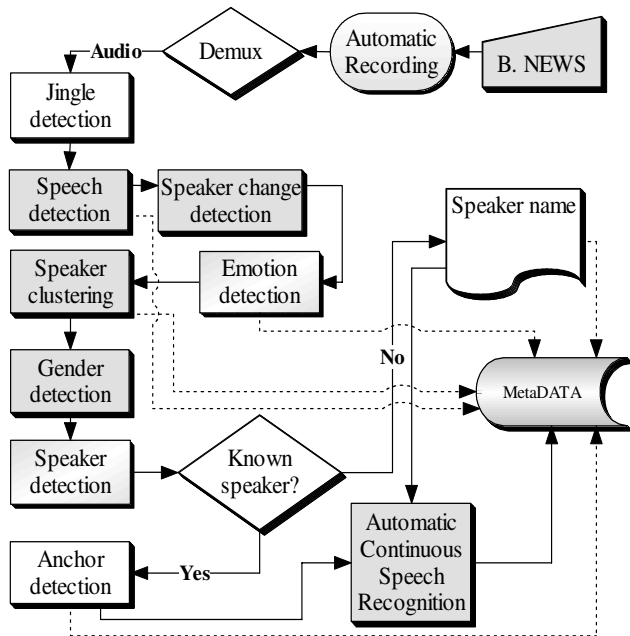 Audio
Demux
Automatic
Recording
B. NEWS
Jingle
detection
Speech
detection
Speaker change
detection
Speaker name
Speaker
clustering
Emotion
detection
No
Gender
detection
MetaDATA
Speaker
detection
Known
speaker?
Automatic
Continuous
Speech
Recognition
Anchor
detection
Yes